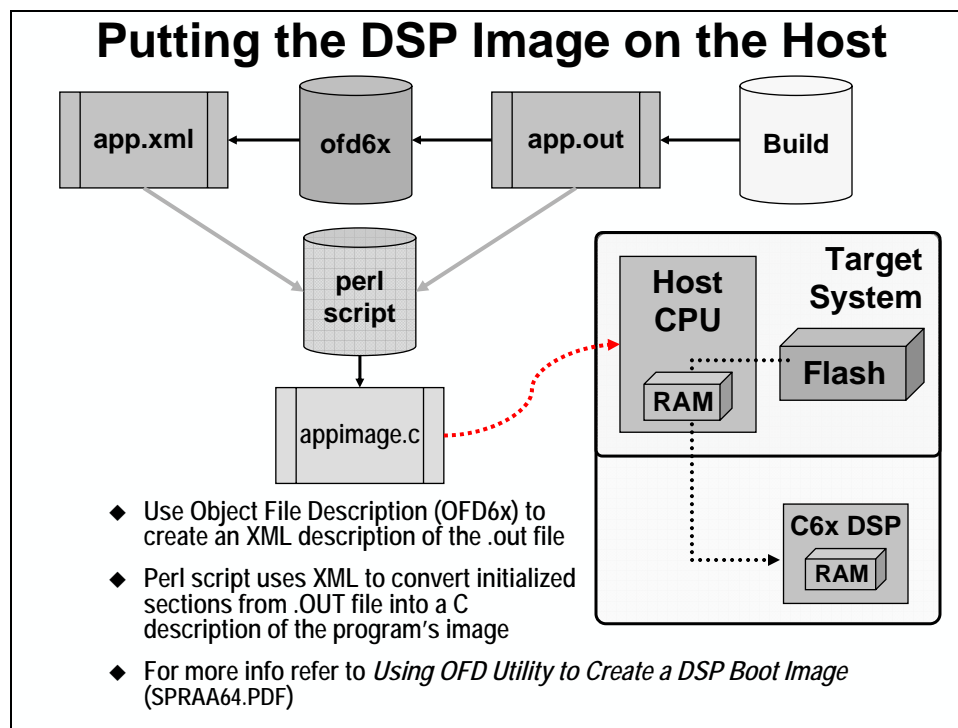 Putting the DSP Image on the Host
app.xml
ofd6x
app.out
Build
perl
script
appimage.c
Target
System
Host
CPU
RAM
Flash
C6x DSP
RAM
◆ Use Object File Description (OFD6x) to
create an XML description of the .out file
◆ Perl script uses XML to convert initialized
sections from .OUT file into a C
description of the program's image
◆ For more info refer to Using OFD Utility to Create a DSP Boot Image
(SPRAA64.PDF)